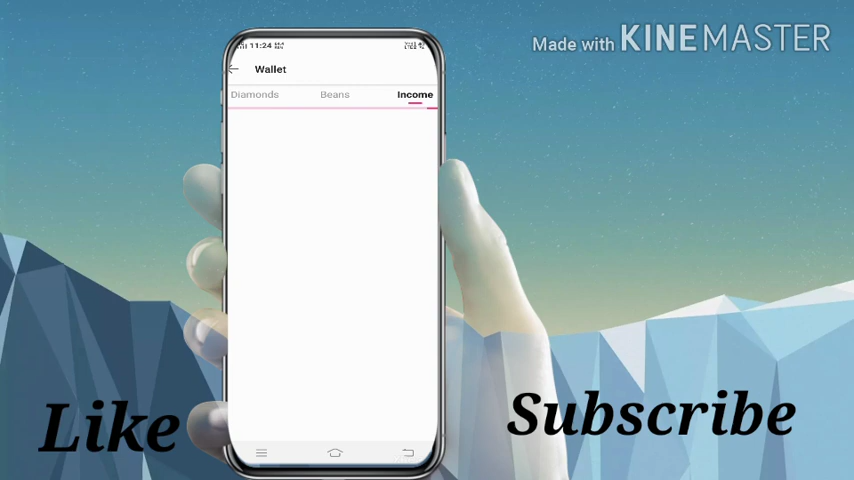 Made with KINEMASTER
11:24
Wallet
Diamonds Beans Income
Like
Subscribe